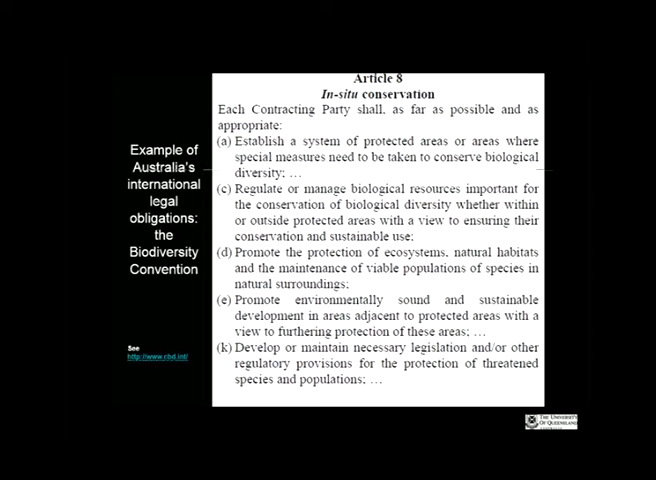 Example of
Australia's
international
legal
obligations:
the
Biodiversity
Convention
See
http://www.cbd.int/
Article 8
In-situ conservation
Each Contracting Party shall, as far as possible and as
appropriate:
(a) Establish a system of protected areas or areas where
special measures need to be taken to conserve biological
diversity; …
(c) Regulate or manage biological resources important for
the conservation of biological diversity whether within
or outside protected areas with a view to ensuring their
conservation and sustainable use;
(d) Promote the protection of ecosystems, natural habitats
and the maintenance of viable populations of species in
natural surroundings;
(e) Promote environmentally sound and sustainable
development in areas adjacent to protected areas with a
view to furthering protection of these areas; …
(k) Develop or maintain necessary legislation and/or other
regulatory provisions for the protection of threatened
species and populations; …
THE UNIVERSITY
OF QUEENSLAND